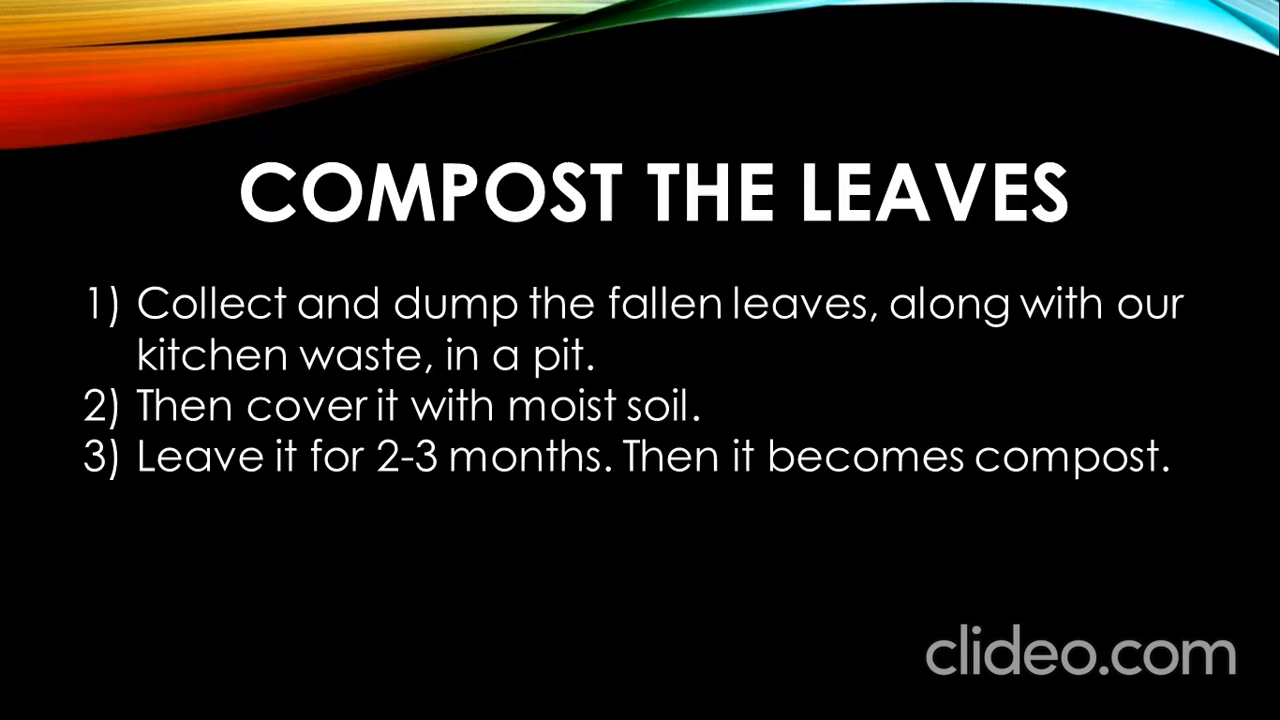 COMPOST THE LEAVES
1) Collect and dump the fallen leaves, along with our
kitchen waste, in a pit.
2) Then cover it with moist soil.
3) Leave it for 2-3 months. Then it becomes compost.
clideo.com